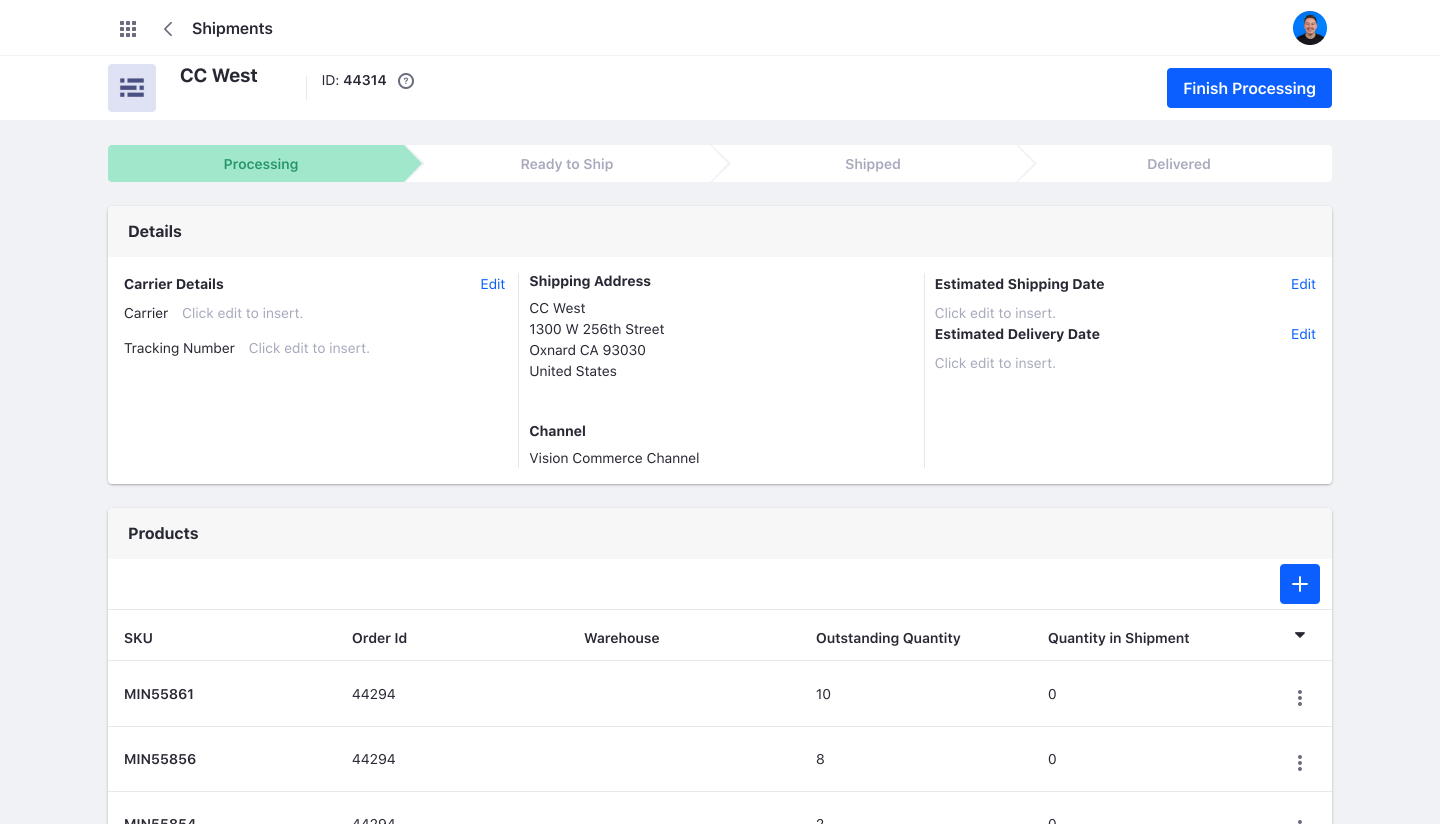 Shipments
CC West
ID: 44314
Finish Processing
Processing
Ready to Ship
Shipped
Delivered
Details
Carrier Details
Edit
Carrier Click edit to insert.
Tracking Number Click edit to insert.
Shipping Address
CC West
1300 W 256th Street
Oxnard CA 93030
United States
Channel
Vision Commerce Channel
Estimated Shipping Date
Edit
Click edit to insert.
Estimated Delivery Date
Edit
Click edit to insert.
Products
SKU Order Id Warehouse Outstanding Quantity Quantity in Shipment
MIN55861 44294 10 0
MIN55856 44294 8 0
MIN55854 44294 2 0